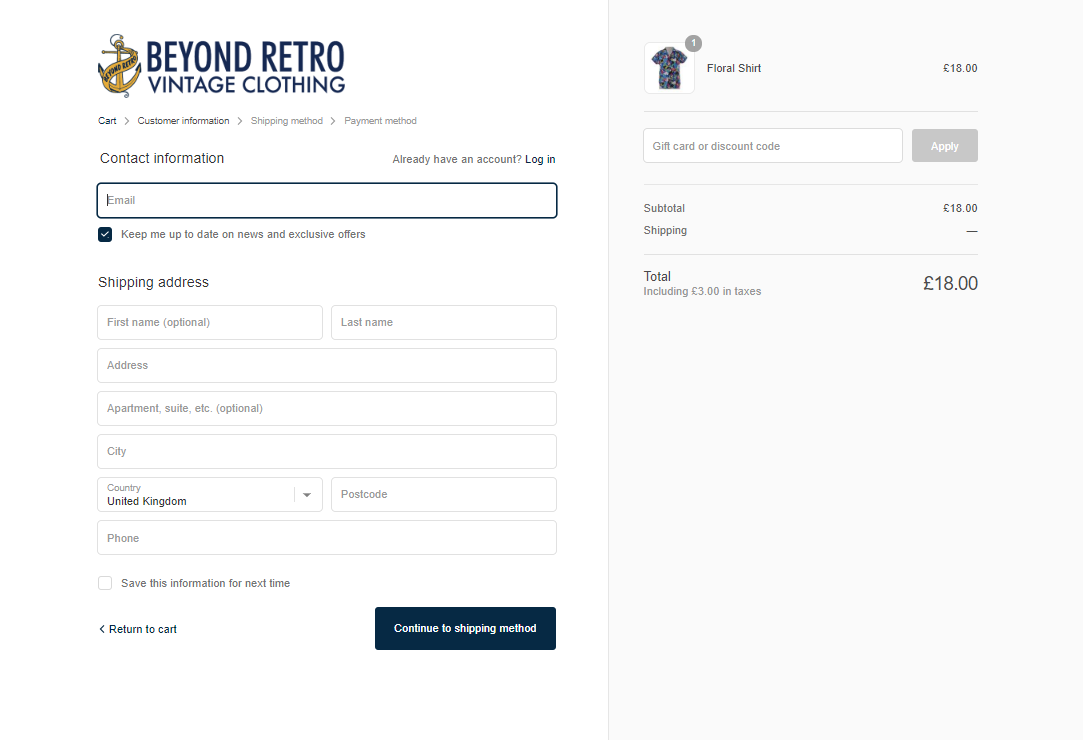 BEYOND RETRO
BEYOND RETRO
VINTAGE CLOTHING
Cart > Customer information > Shipping method > Payment method
Contact information
Already have an account? Log in
Email
Keep me up to date on news and exclusive offers
Shipping address
First name (optional)
Last name
Address
Apartment, suite, etc. (optional)
City
Country
United Kingdom
Postcode
Phone
Save this information for next time
< Return to cart
Continue to shipping method
1
Floral Shirt
£18.00
Gift card or discount code
Apply
Subtotal
£18.00
Shipping
—
Total
Including £3.00 in taxes
£18.00